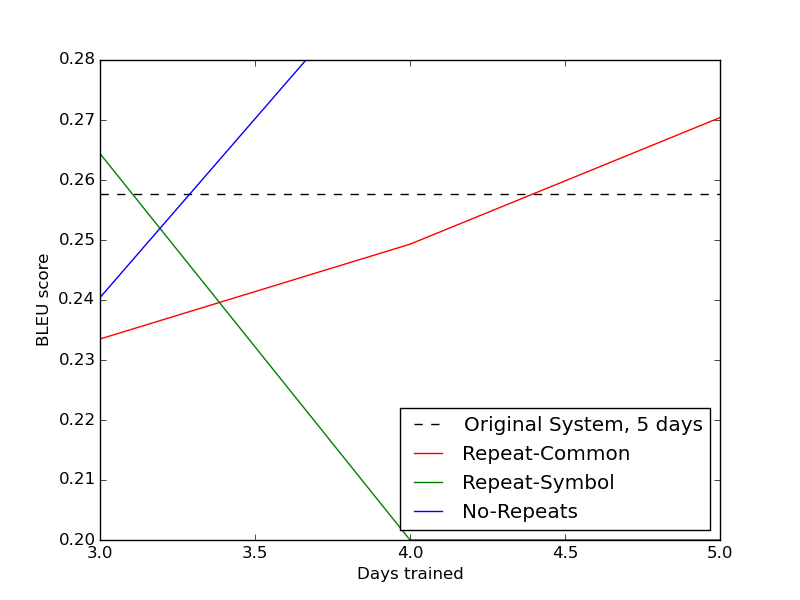 0.28
0.27
0.26
0.25
0.24
0.23
0.22
0.21
0.20
BLEU score
Original System, 5 days
Repeat-Common
Repeat-Symbol
No-Repeats
3.0 3.5 4.0 4.5 5.0
Days trained